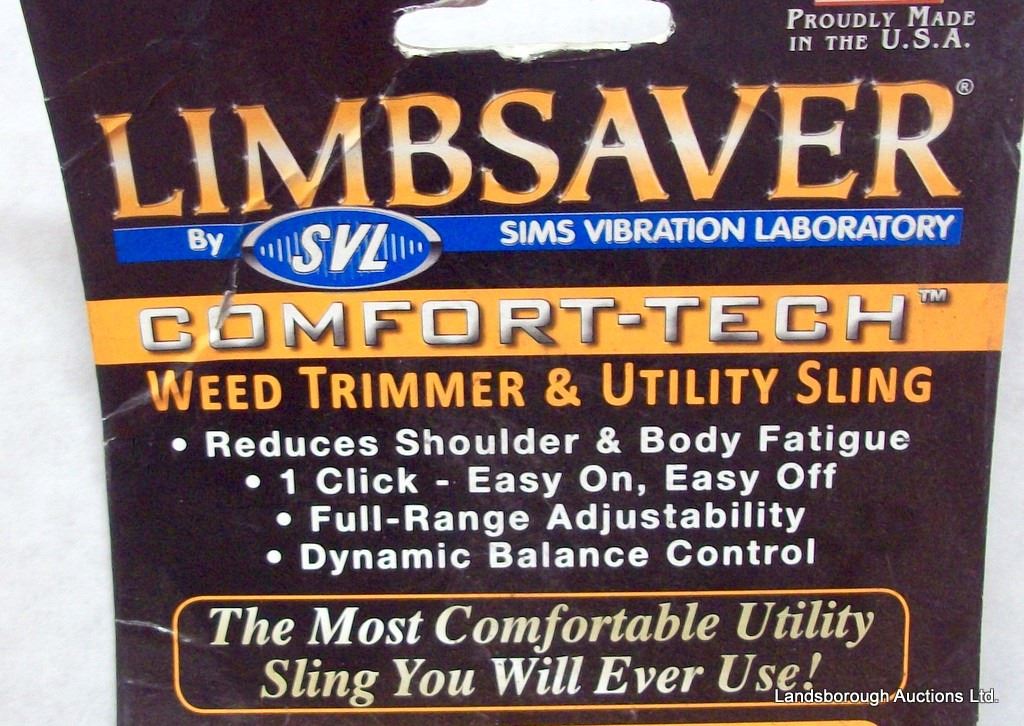 PROUDLY MADE
IN THE U.S.A.
LIMBSAVER®
By SVL SIMS VIBRATION LABORATORY
COMFORT-TECH™
WEED TRIMMER & UTILITY SLING
• Reduces Shoulder & Body Fatigue
• 1 Click - Easy On, Easy Off
• Full-Range Adjustability
• Dynamic Balance Control
The Most Comfortable Utility
Sling You Will Ever Use!
Landsborough Auctions Ltd.